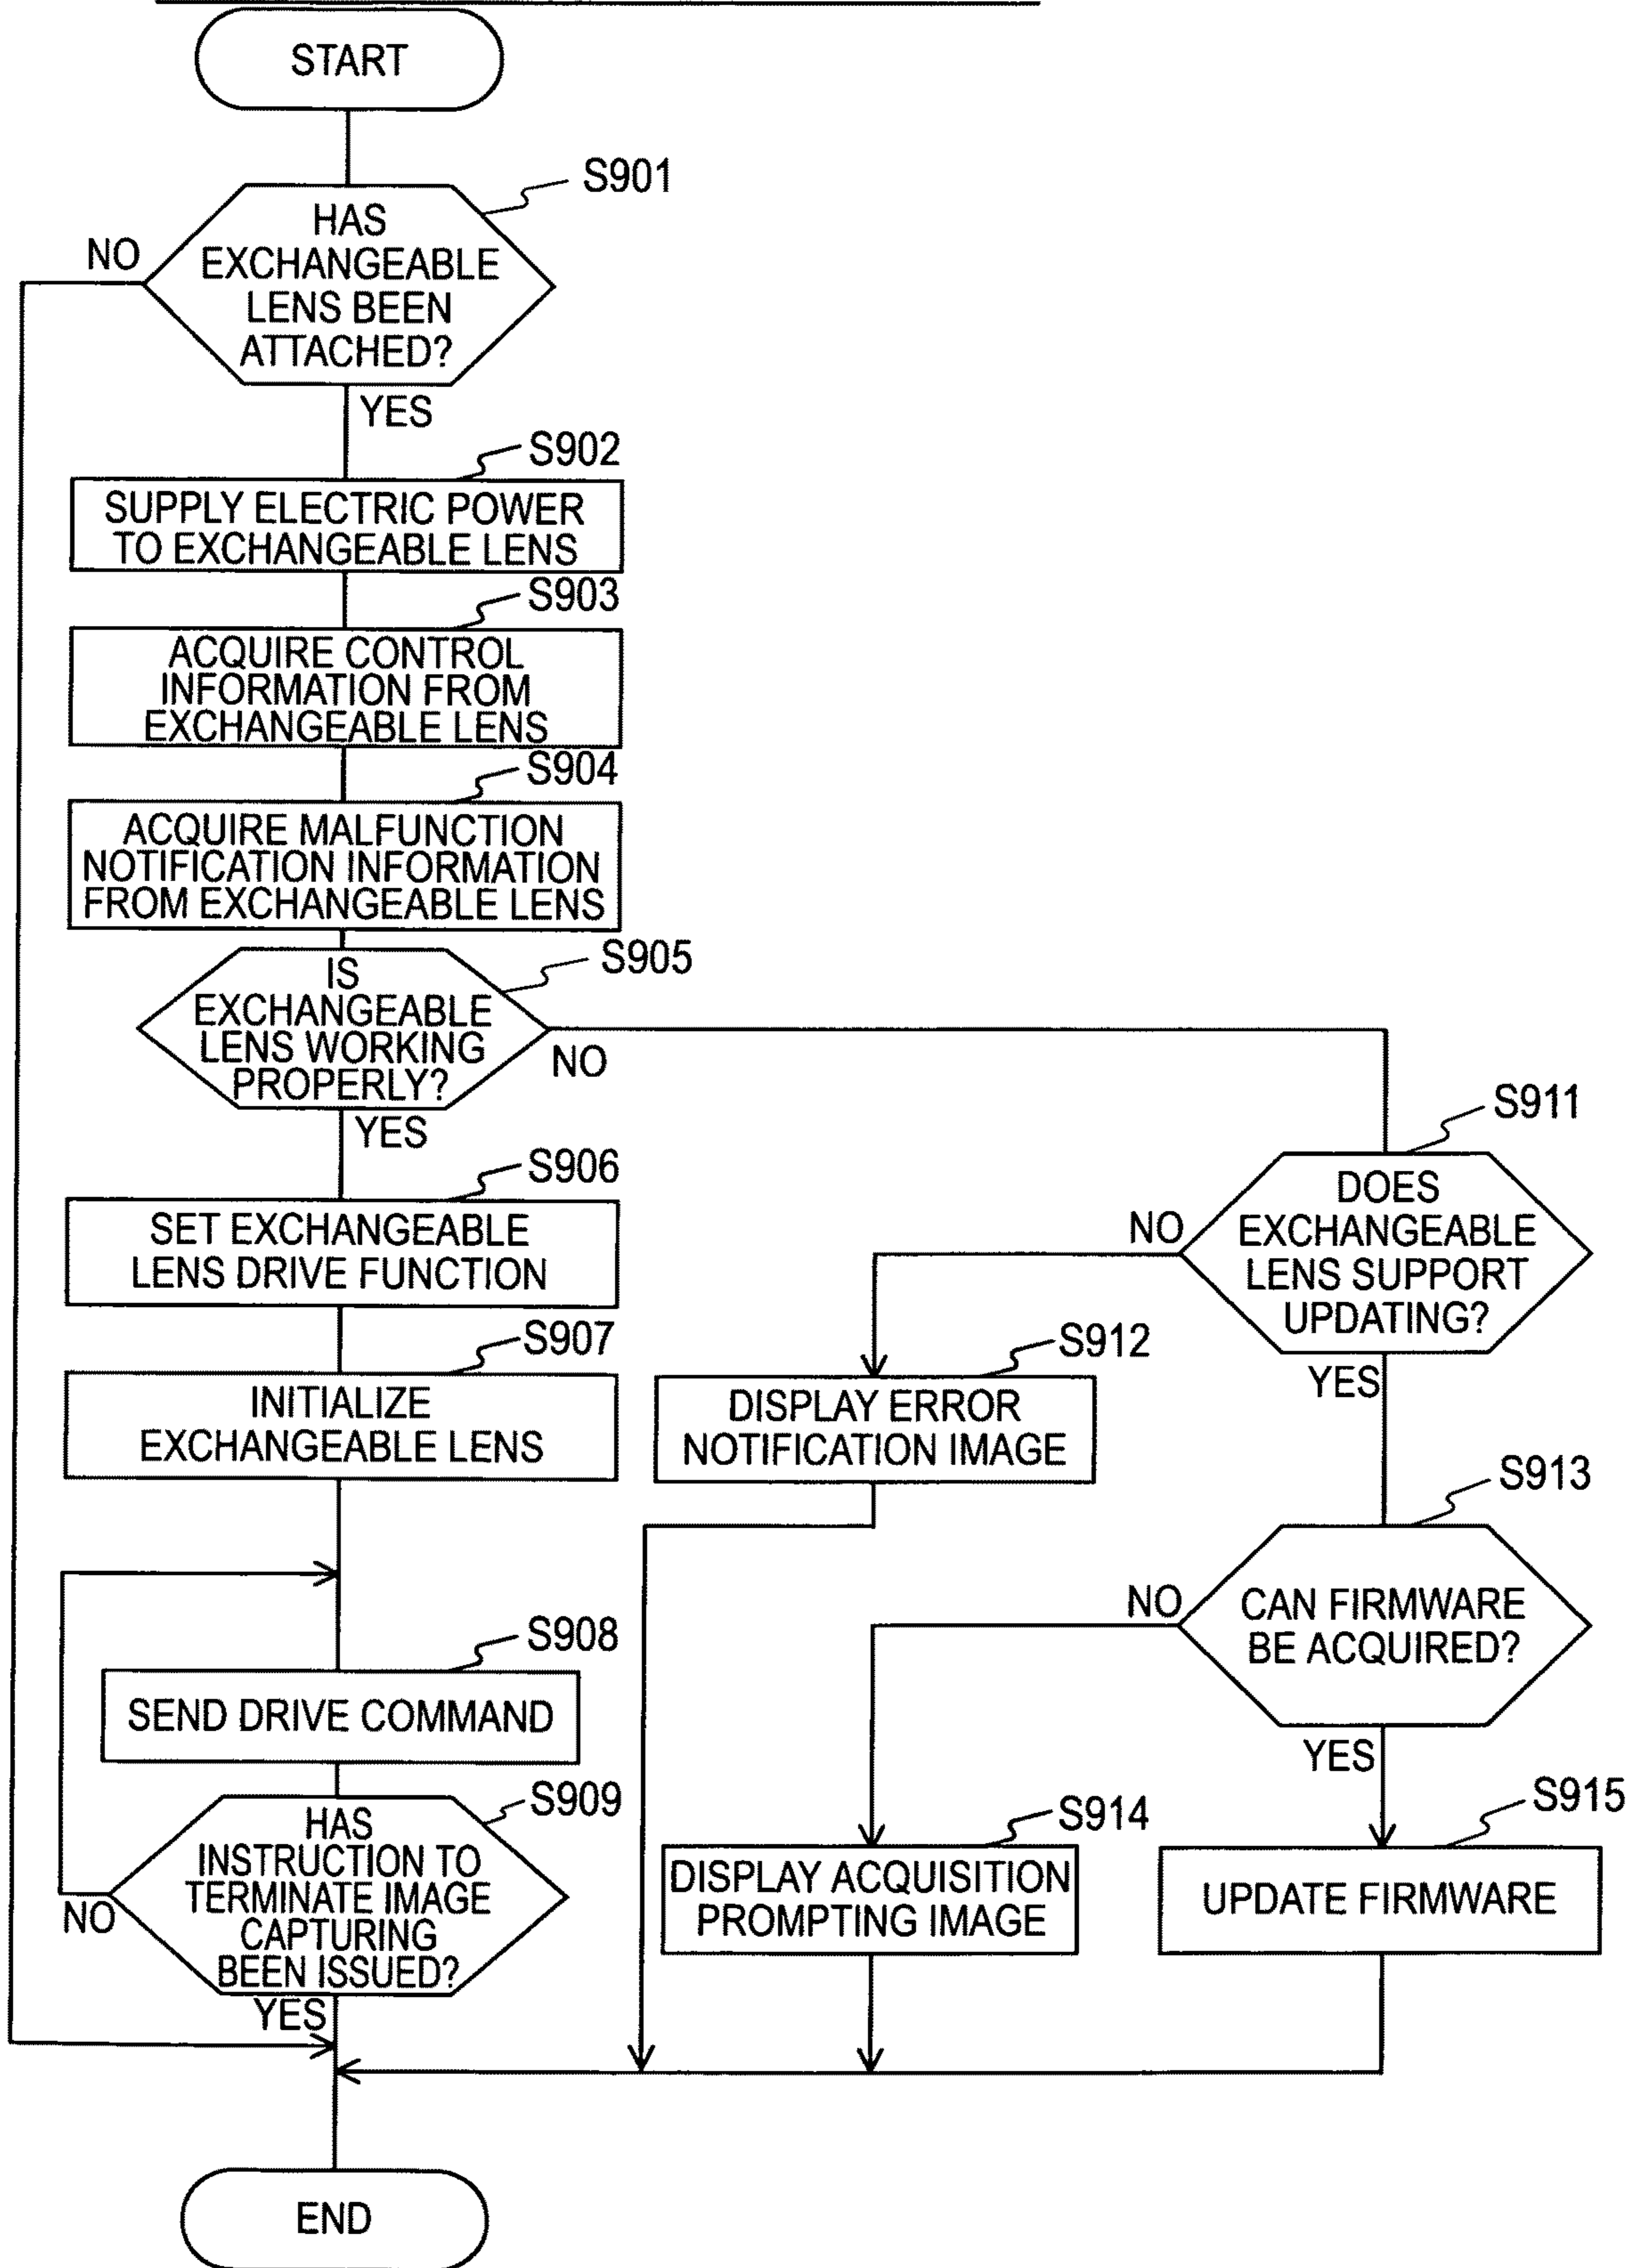 START
S901
HAS
EXCHANGEABLE
LENS BEEN
ATTACHED?
NO
YES
S902
SUPPLY ELECTRIC POWER
TO EXCHANGEABLE LENS
S903
ACQUIRE CONTROL
INFORMATION FROM
EXCHANGEABLE LENS
S904
ACQUIRE MALFUNCTION
NOTIFICATION INFORMATION
FROM EXCHANGEABLE LENS
S905
IS
EXCHANGEABLE
LENS WORKING
PROPERLY?
NO
YES
S906
SET EXCHANGEABLE
LENS DRIVE FUNCTION
S907
INITIALIZE
EXCHANGEABLE LENS
S908
SEND DRIVE COMMAND
S909
HAS
INSTRUCTION TO
TERMINATE IMAGE
CAPTURING
BEEN ISSUED?
NO
YES
S911
DOES
EXCHANGEABLE
LENS SUPPORT
UPDATING?
NO
YES
S912
DISPLAY ERROR
NOTIFICATION IMAGE
S913
CAN FIRMWARE
BE ACQUIRED?
NO
YES
S914
DISPLAY ACQUISITION
PROMPTING IMAGE
S915
UPDATE FIRMWARE
END